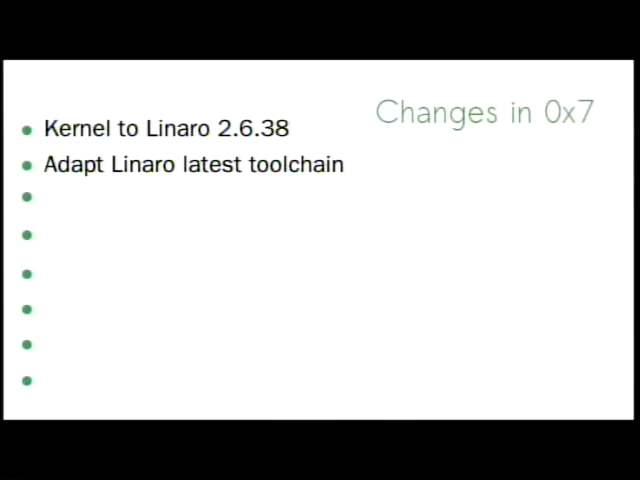 Changes in 0x7
Kernel to Linaro 2.6.38
Adapt Linaro latest toolchain